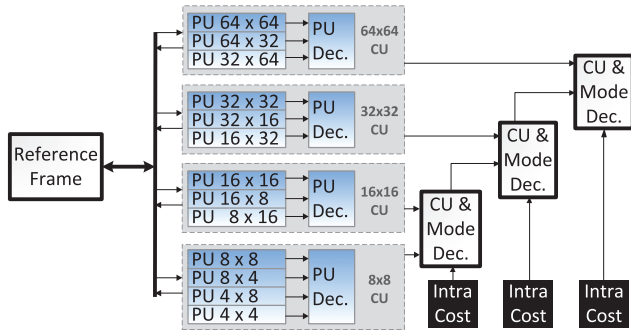 Reference
Frame
PU 64 x 64
PU 64 x 32
PU 32 x 64
PU
Dec.
64x64
CU
PU 32 x 32
PU 32 x 16
PU 16 x 32
PU
Dec.
32x32
CU
PU 16 x 16
PU 16 x 8
PU 8 x 16
PU
Dec.
16x16
CU
PU 8 x 8
PU 8 x 4
PU 4 x 8
PU 4 x 4
PU
Dec.
8x8
CU
CU &
Mode
Dec.
CU &
Mode
Dec.
CU &
Mode
Dec.
Intra
Cost
Intra
Cost
Intra
Cost